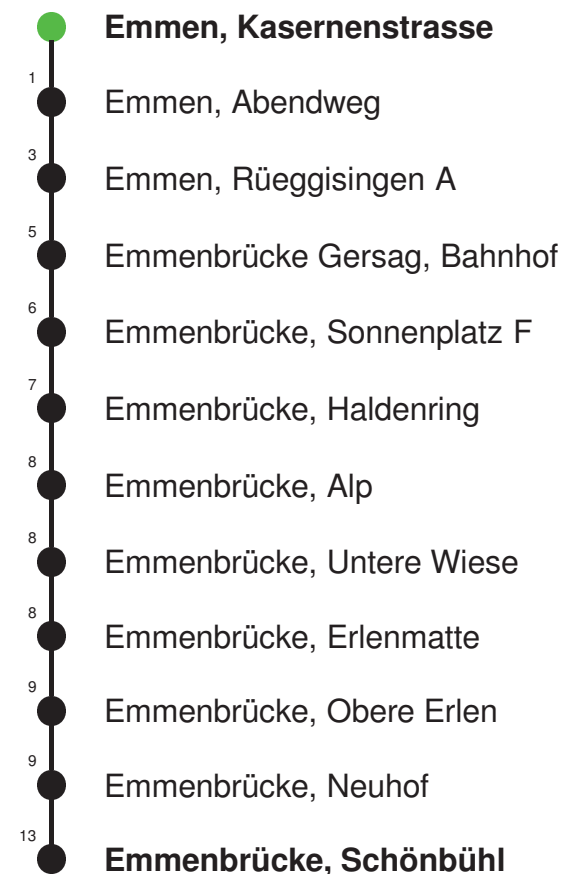 Emmen, Kasernenstrasse
1
Emmen, Abendweg
3
Emmen, Rüeggisingen A
5
Emmenbrücke Gersag, Bahnhof
6
Emmenbrücke, Sonnenplatz F
7
Emmenbrücke, Haldenring
8
Emmenbrücke, Alp
8
Emmenbrücke, Untere Wiese
8
Emmenbrücke, Erlenmatte
9
Emmenbrücke, Obere Erlen
9
Emmenbrücke, Neuhof
13
Emmenbrücke, Schönbühl